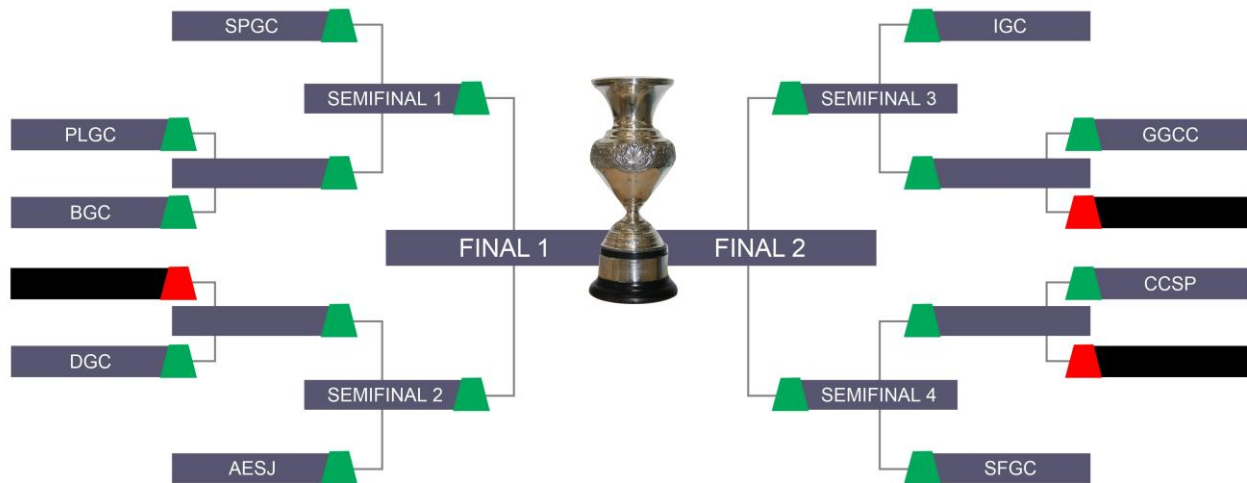 SPGC
IGC
SEMIFINAL 1
SEMIFINAL 3
PLGC
GGCC
BGC
FINAL 1
FINAL 2
CCSP
DGC
SEMIFINAL 2
SEMIFINAL 4
AESJ
SFGC